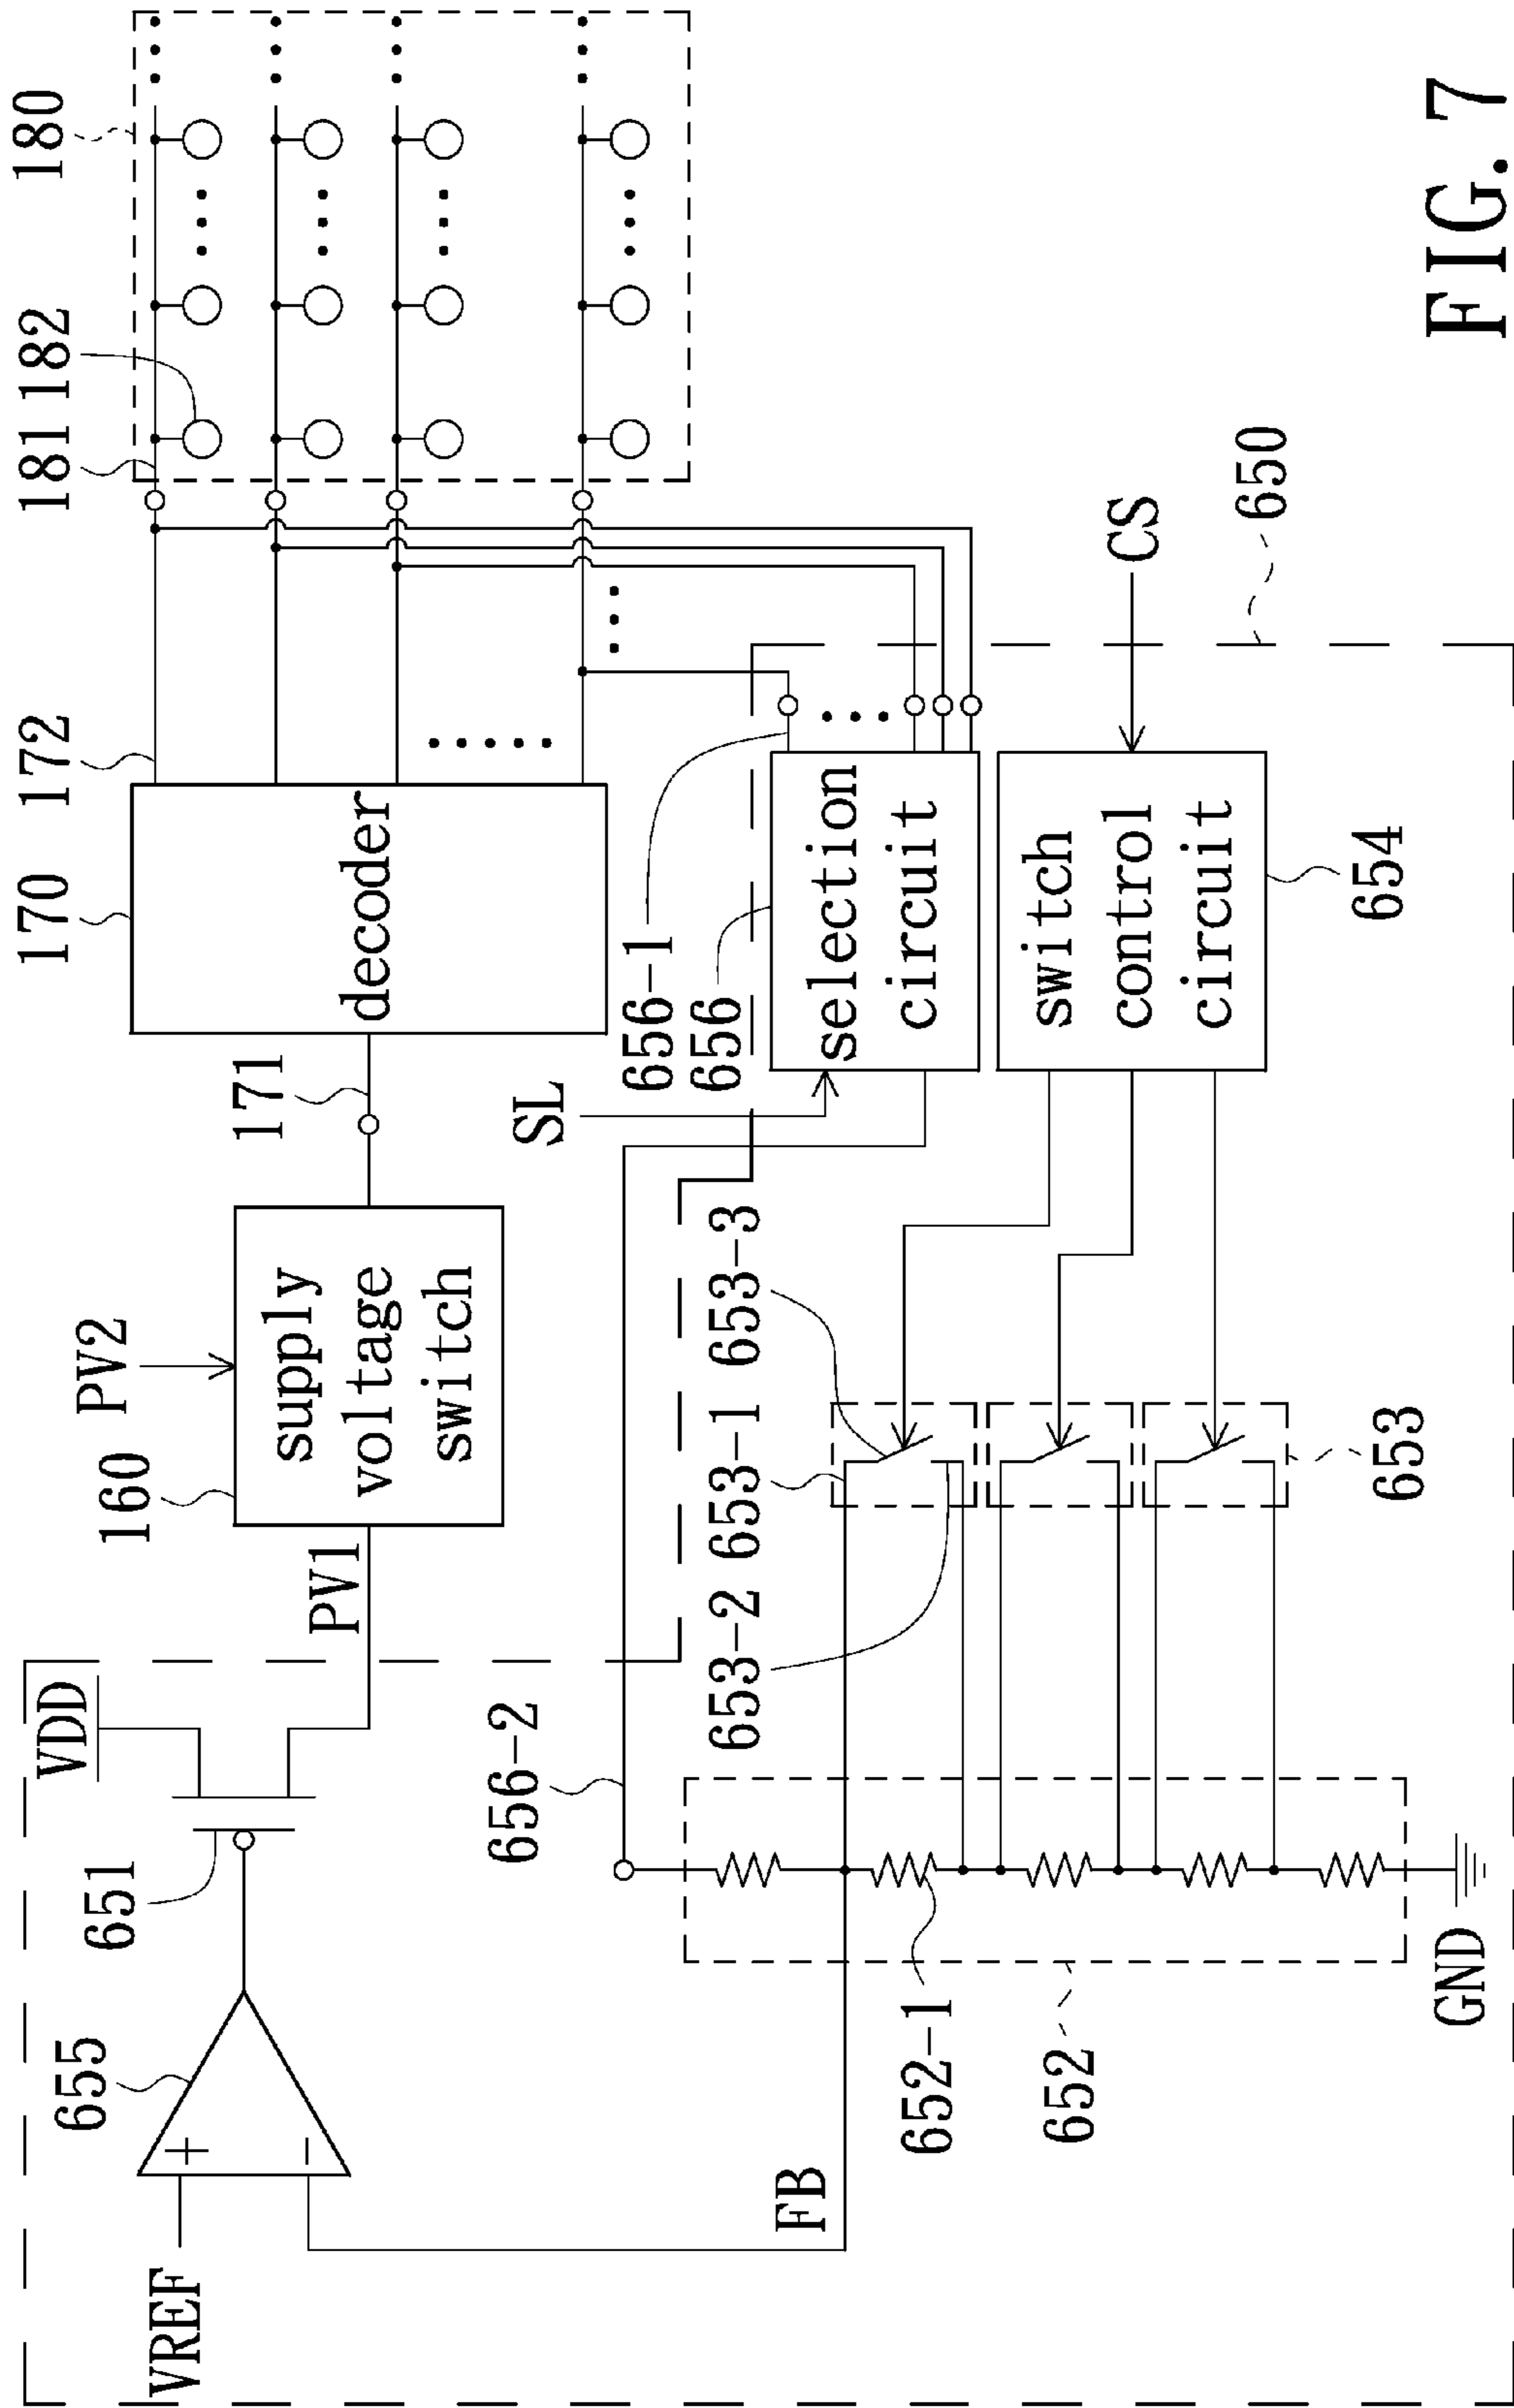 180
181
182
170
172
decoder
171
PV2
160
supply
voltage
switch
PV1
VDD
651
655
VREF
+
−
FB
SL
656-1
656
selection
circuit
CS
650
switch
control
circuit
654
656-2
653-2
653-1
653-3
653
652-1
652
GND
FIG. 7